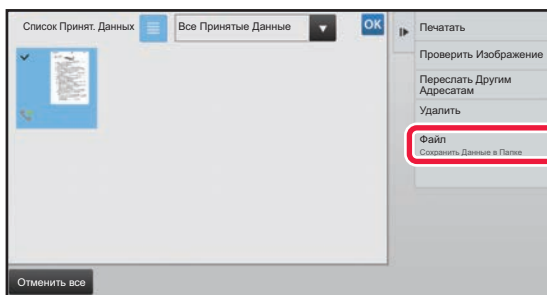 Список Принят. Данных
Все Принятые Данные
OK
Печатать
Проверить Изображение
Переслать Другим
Адресатам
Удалить
Файл
Сохранить Данные в Папке
Отменить все